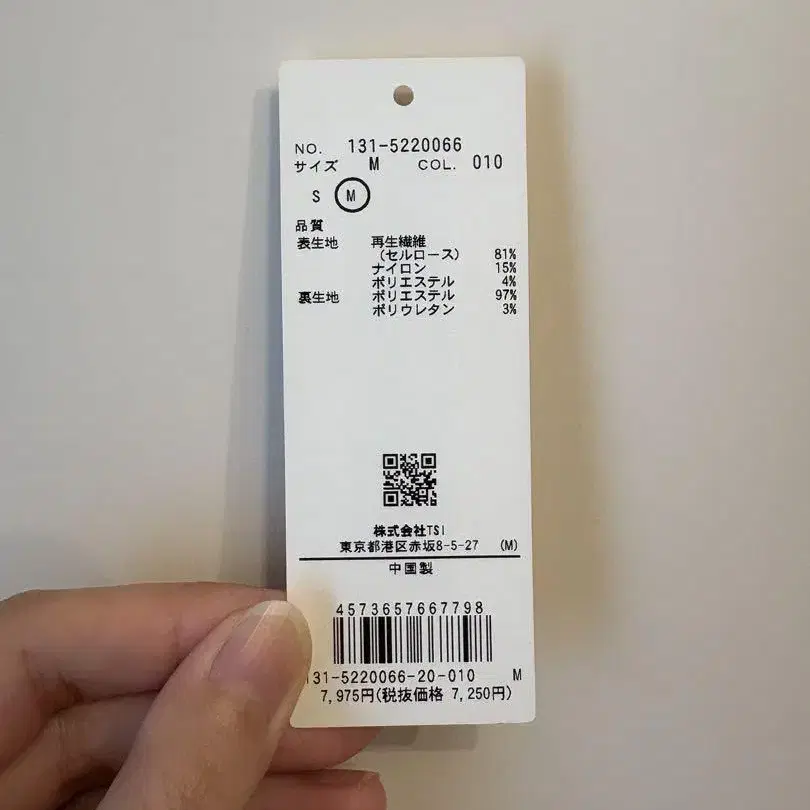 NO. 131-5220066
サイズ M COL. 010
S M
品質
表生地 再生繊維
(セルロース) 81%
ナイロン 15%
ポリエステル 4%
裏生地 ポリエステル 97%
ポリウレタン 3%
株式会社TSI
東京都港区赤坂8-5-27 (M)
中国製
4573657667798
131-5220066-20-010 M
7,975円(税抜価格 7,250円)